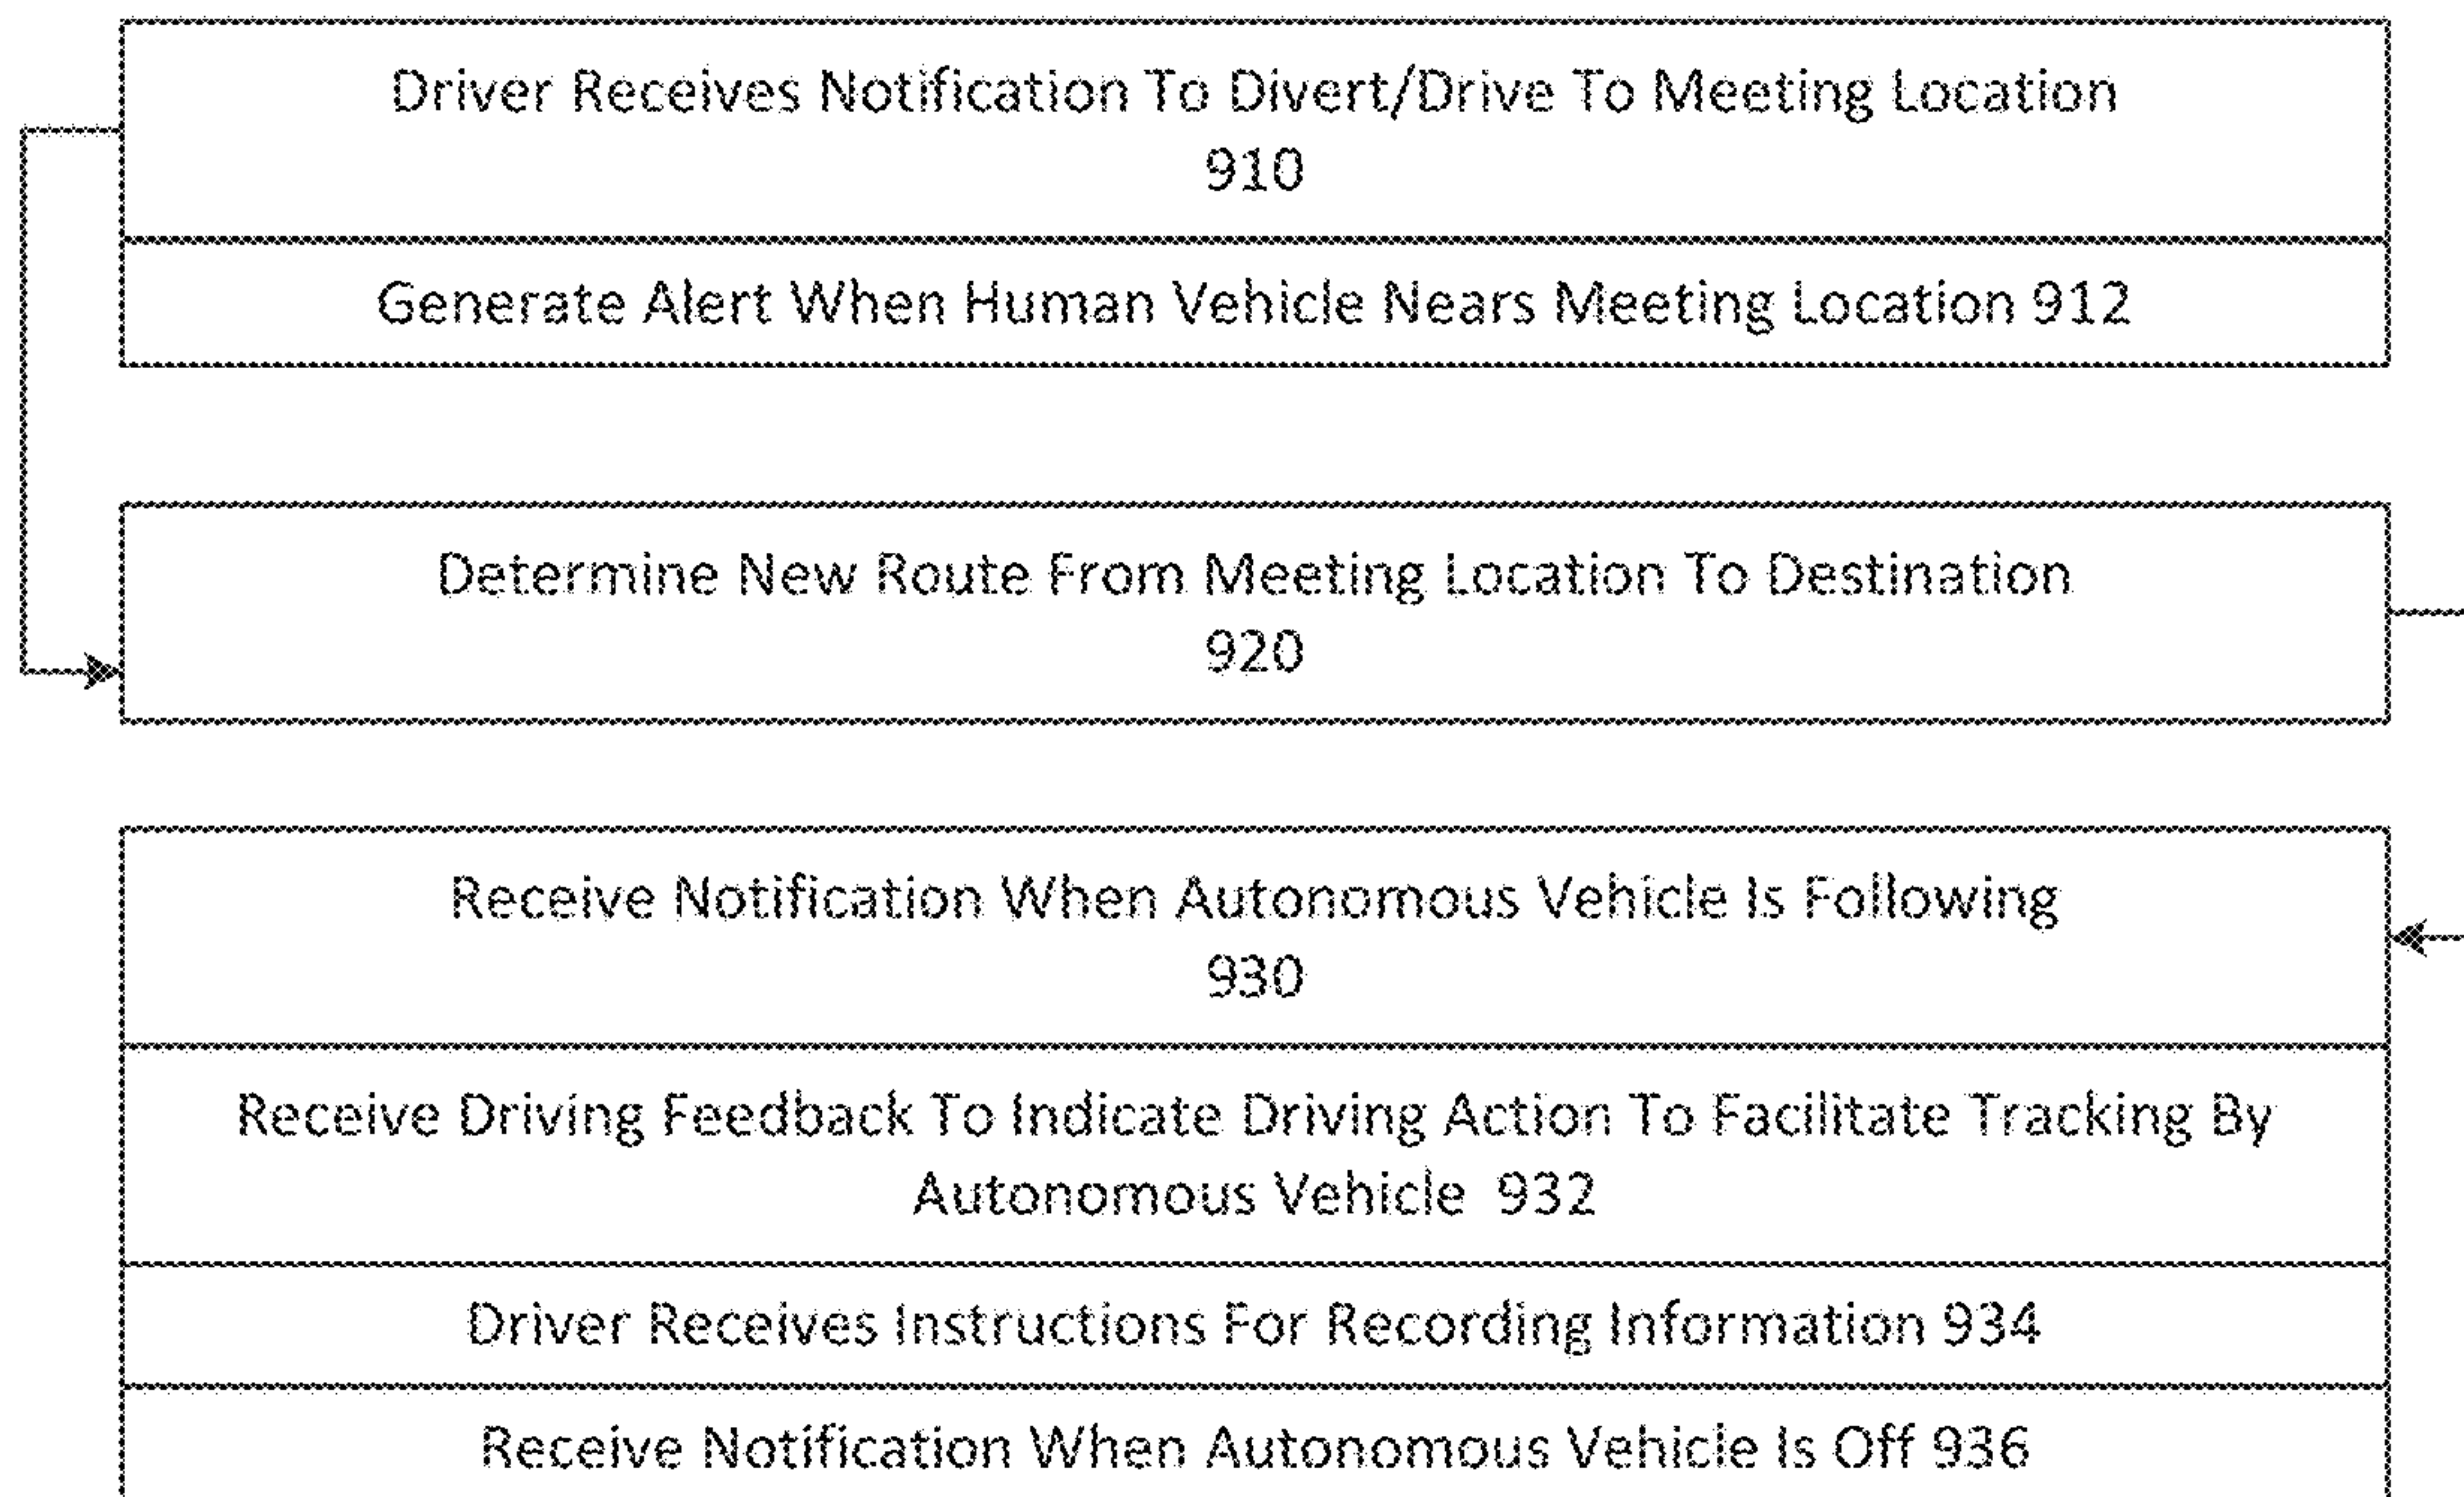 Driver Receives Notification To Divert/Drive To Meeting Location
910
Generate Alert When Human Vehicle Nears Meeting Location 912
Determine New Route From Meeting Location To Destination
920
Receive Notification When Autonomous Vehicle Is Following
930
Receive Driving Feedback To Indicate Driving Action To Facilitate Tracking By
Autonomous Vehicle 932
Driver Receives Instructions For Recording Information 934
Receive Notification When Autonomous Vehicle Is Off 936